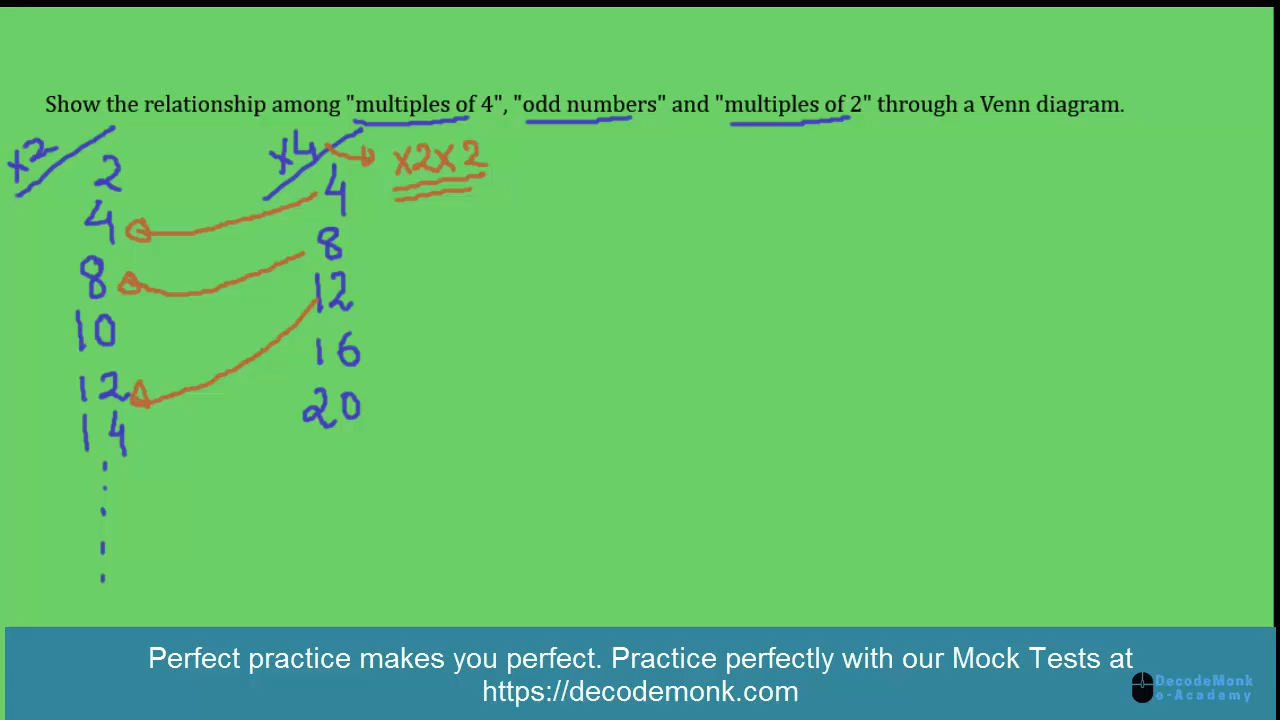 Show the relationship among "multiples of 4", "odd numbers" and "multiples of 2" through a Venn diagram.
x2
2
4
8
10
12
14
x4
x2x2
4
8
12
16
20
Perfect practice makes you perfect. Practice perfectly with our Mock Tests at
https://decodemonk.com
DecodeMonk
e-Academy